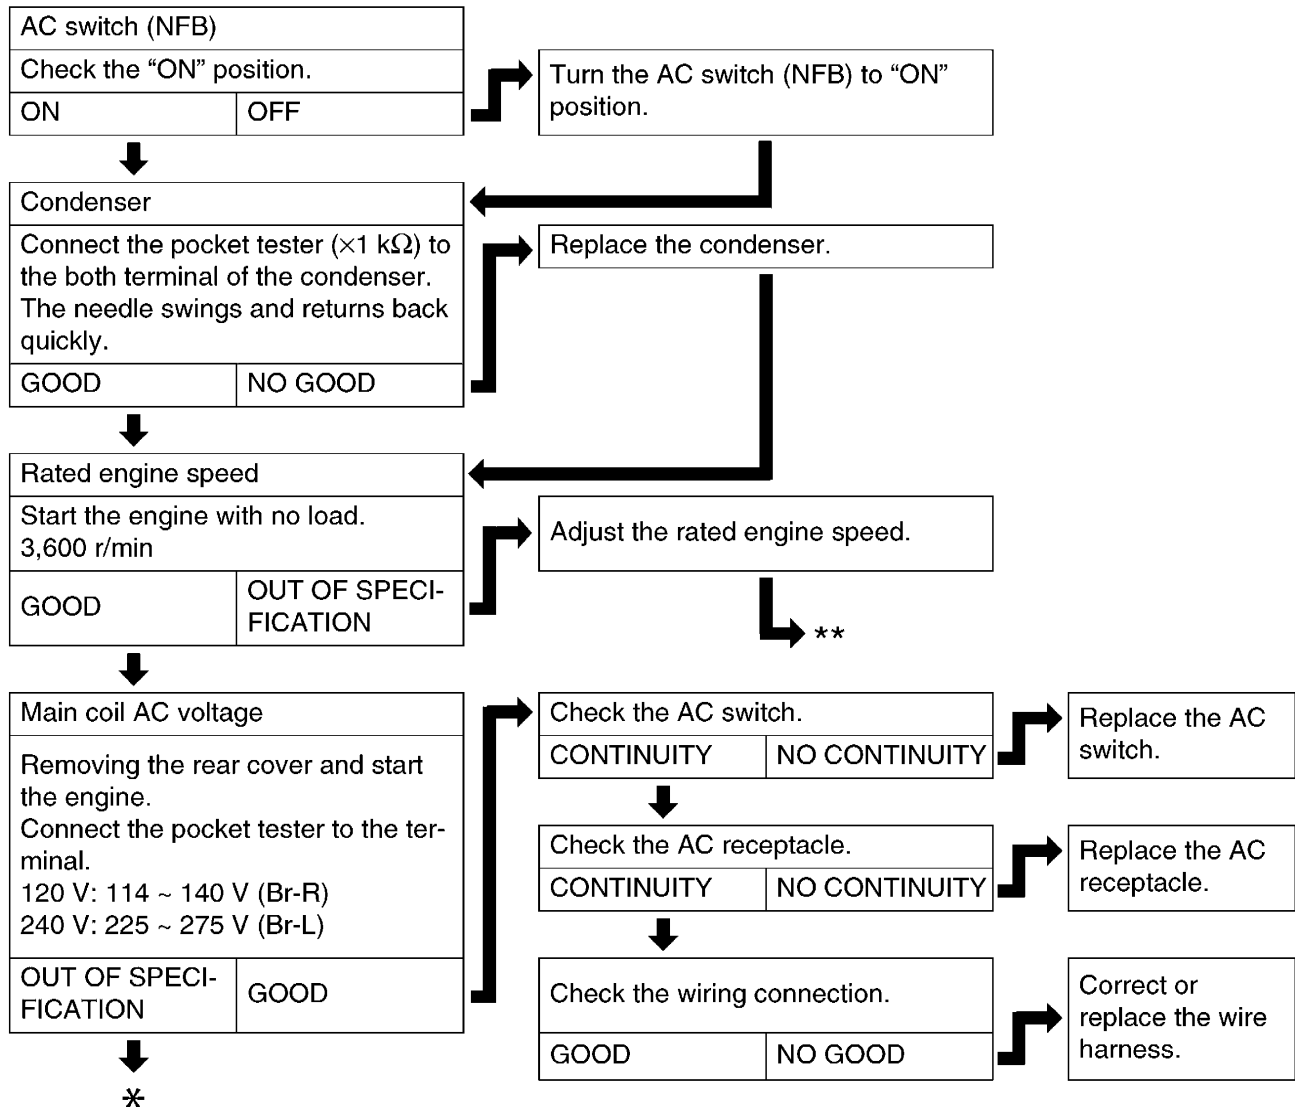 AC switch (NFB)
Check the “ON” position.
ON
OFF
Turn the AC switch (NFB) to “ON”
position.
Condenser
Connect the pocket tester (×1 kΩ) to
the both terminal of the condenser.
The needle swings and returns back
quickly.
GOOD
NO GOOD
Replace the condenser.
Rated engine speed
Start the engine with no load.
3,600 r/min
GOOD
OUT OF SPECI-
FICATION
Adjust the rated engine speed.
**
Main coil AC voltage
Removing the rear cover and start
the engine.
Connect the pocket tester to the ter-
minal.
120 V: 114 ~ 140 V (Br-R)
240 V: 225 ~ 275 V (Br-L)
OUT OF SPECI-
FICATION
GOOD
*
Check the AC switch.
CONTINUITY
NO CONTINUITY
Replace the AC
switch.
Check the AC receptacle.
CONTINUITY
NO CONTINUITY
Replace the AC
receptacle.
Check the wiring connection.
GOOD
NO GOOD
Correct or
replace the wire
harness.